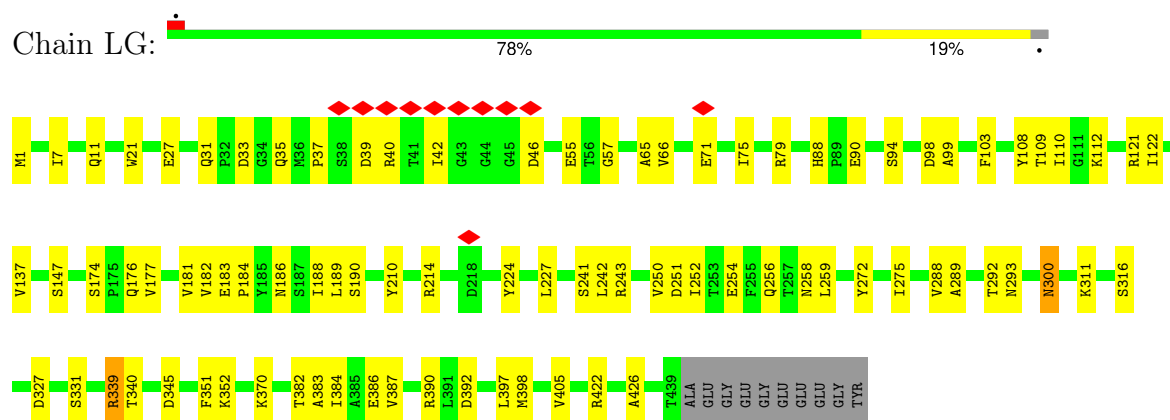 Chain LG:
78% 19%
M1 I7 Q11 W21 E27 Q31 P32 D33 G34 Q35 M36 P37 S38 D39 R40 T41 I42 G43 G44 G45 D46 E55 T56 G57 A65 V66 E71 I75 R79 H88 P89 E90 S94 D98 A99 F103 Y108 T109 I110 G111 K112 R121 I122
V137 S147 S174 P175 Q176 V177 V181 V182 E183 P184 Y185 N186 S187 I188 L189 S190 Y210 R214 D218 Y224 L227 S241 L242 R243 V250 D251 I252 T253 E254 F255 Q256 T257 N258 L259 Y272 I275 V288 A289 T292 N293 N300 K311 S316
D327 S331 R339 T340 D345 F351 K352 K370 T382 A383 I384 A385 E386 V387 R390 L391 D392 L397 M398 V405 R422 A426 T439 ALA GLU GLY GLU GLU GLY GLU GLU GLU GLY TYR